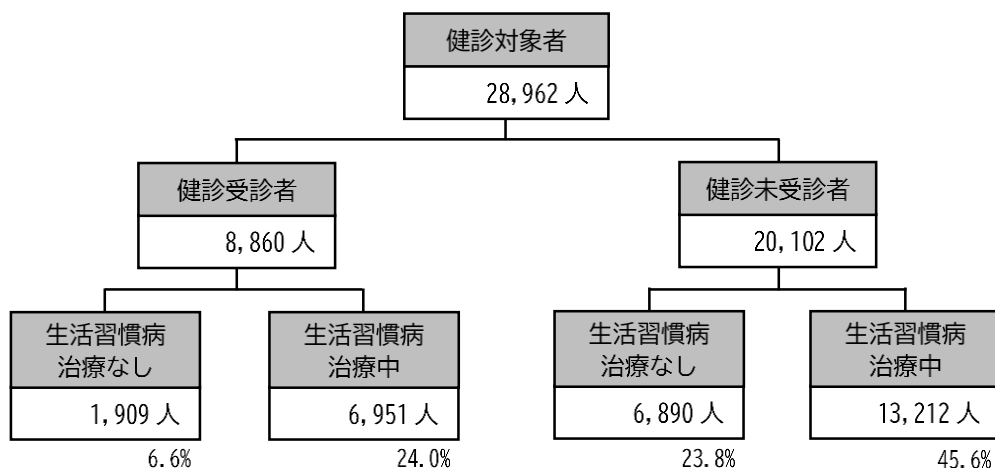 健診対象者
28,962 人
健診受診者
8,860 人
健診未受診者
20,102 人
生活習慣病
治療なし
1,909 人
6.6%
生活習慣病
治療中
6,951 人
24.0%
生活習慣病
治療なし
6,890 人
23.8%
生活習慣病
治療中
13,212 人
45.6%